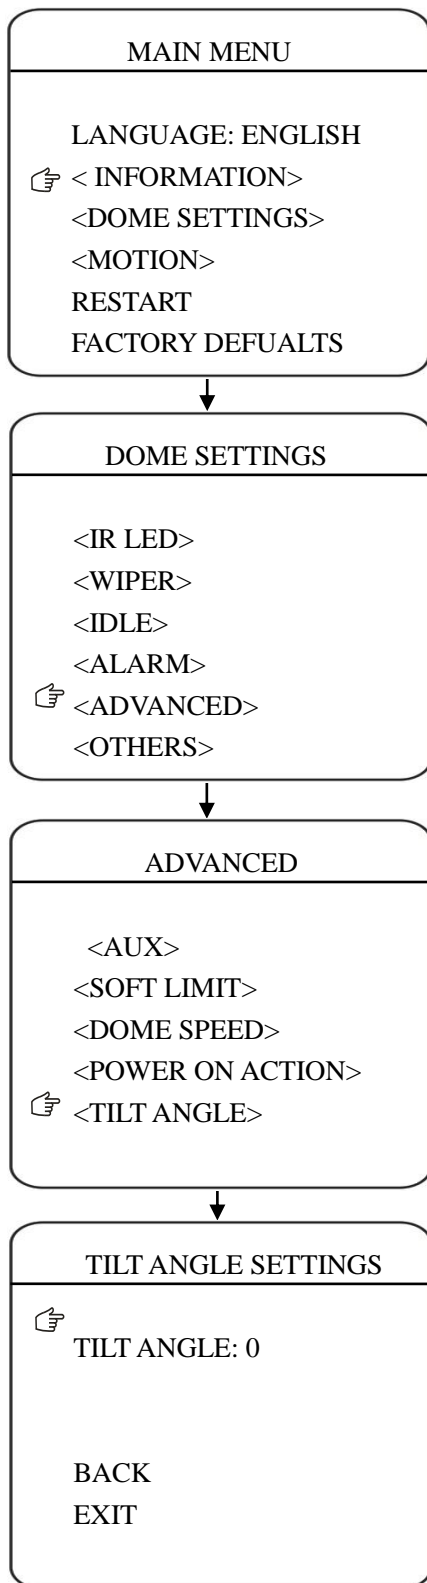 MAIN MENU
LANGUAGE: ENGLISH
< INFORMATION>
<DOME SETTINGS>
<MOTION>
RESTART
FACTORY DEFUALTS
DOME SETTINGS
<IR LED>
<WIPER>
<IDLE>
<ALARM>
<ADVANCED>
<OTHERS>
ADVANCED
<AUX>
<SOFT LIMIT>
<DOME SPEED>
<POWER ON ACTION>
<TILT ANGLE>
TILT ANGLE SETTINGS
TILT ANGLE: 0
BACK
EXIT